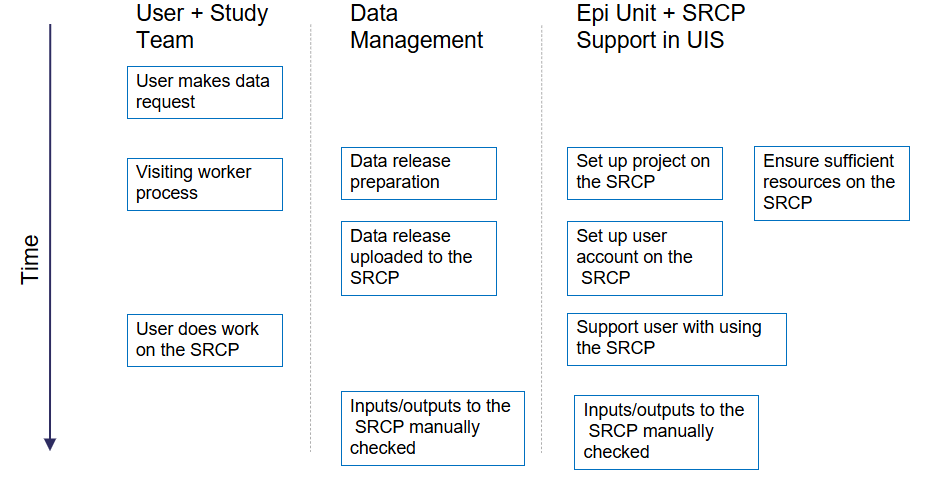 User + Study
Team
Data
Management
Epi Unit + SRCP
Support in UIS
Time
User makes data
request
Visiting worker
process
Data release
preparation
Set up project on
the SRCP
Ensure sufficient
resources on the
SRCP
Data release
uploaded to the
SRCP
Set up user
account on the
SRCP
User does work
on the SRCP
Support user with using
the SRCP
Inputs/outputs to the
SRCP manually
checked
Inputs/outputs to the
SRCP manually
checked